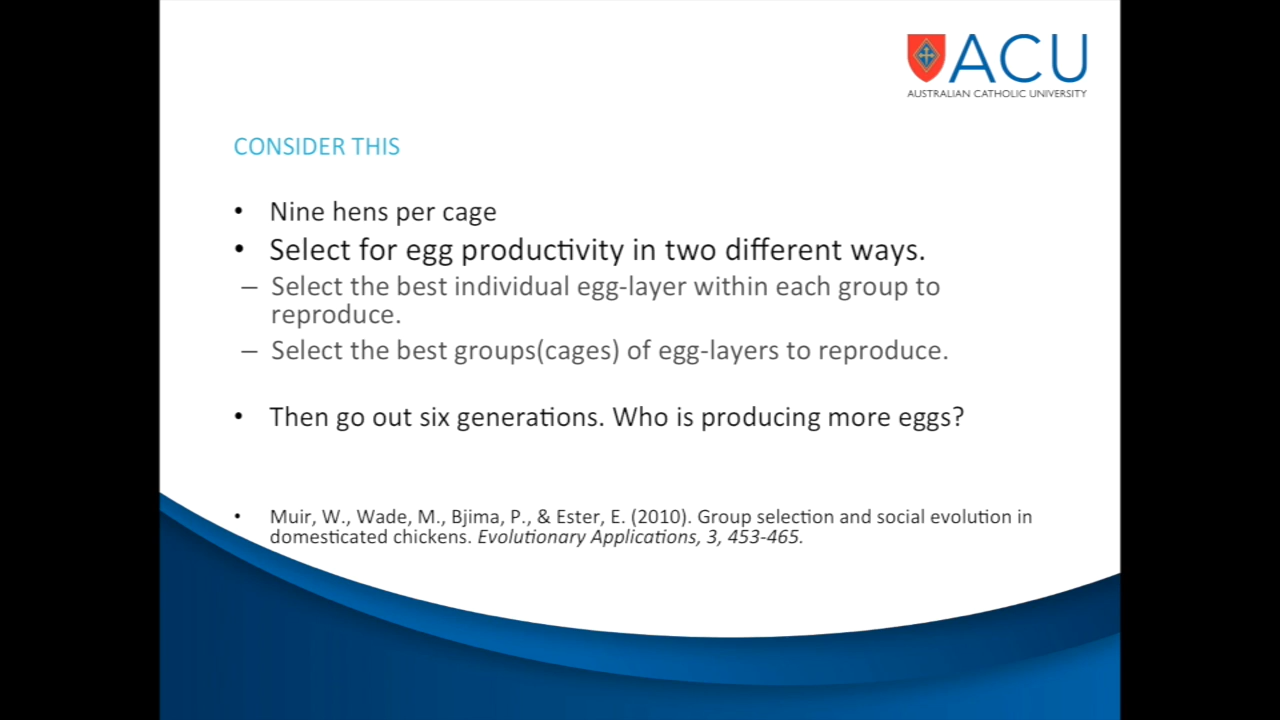 ACU
AUSTRALIAN CATHOLIC UNIVERSITY
CONSIDER THIS
• Nine hens per cage
• Select for egg productivity in two different ways.
– Select the best individual egg-layer within each group to
reproduce.
– Select the best groups(cages) of egg-layers to reproduce.
• Then go out six generations. Who is producing more eggs?
• Muir, W., Wade, M., Bjima, P., & Ester, E. (2010). Group selection and social evolution in
domesticated chickens. Evolutionary Applications, 3, 453-465.